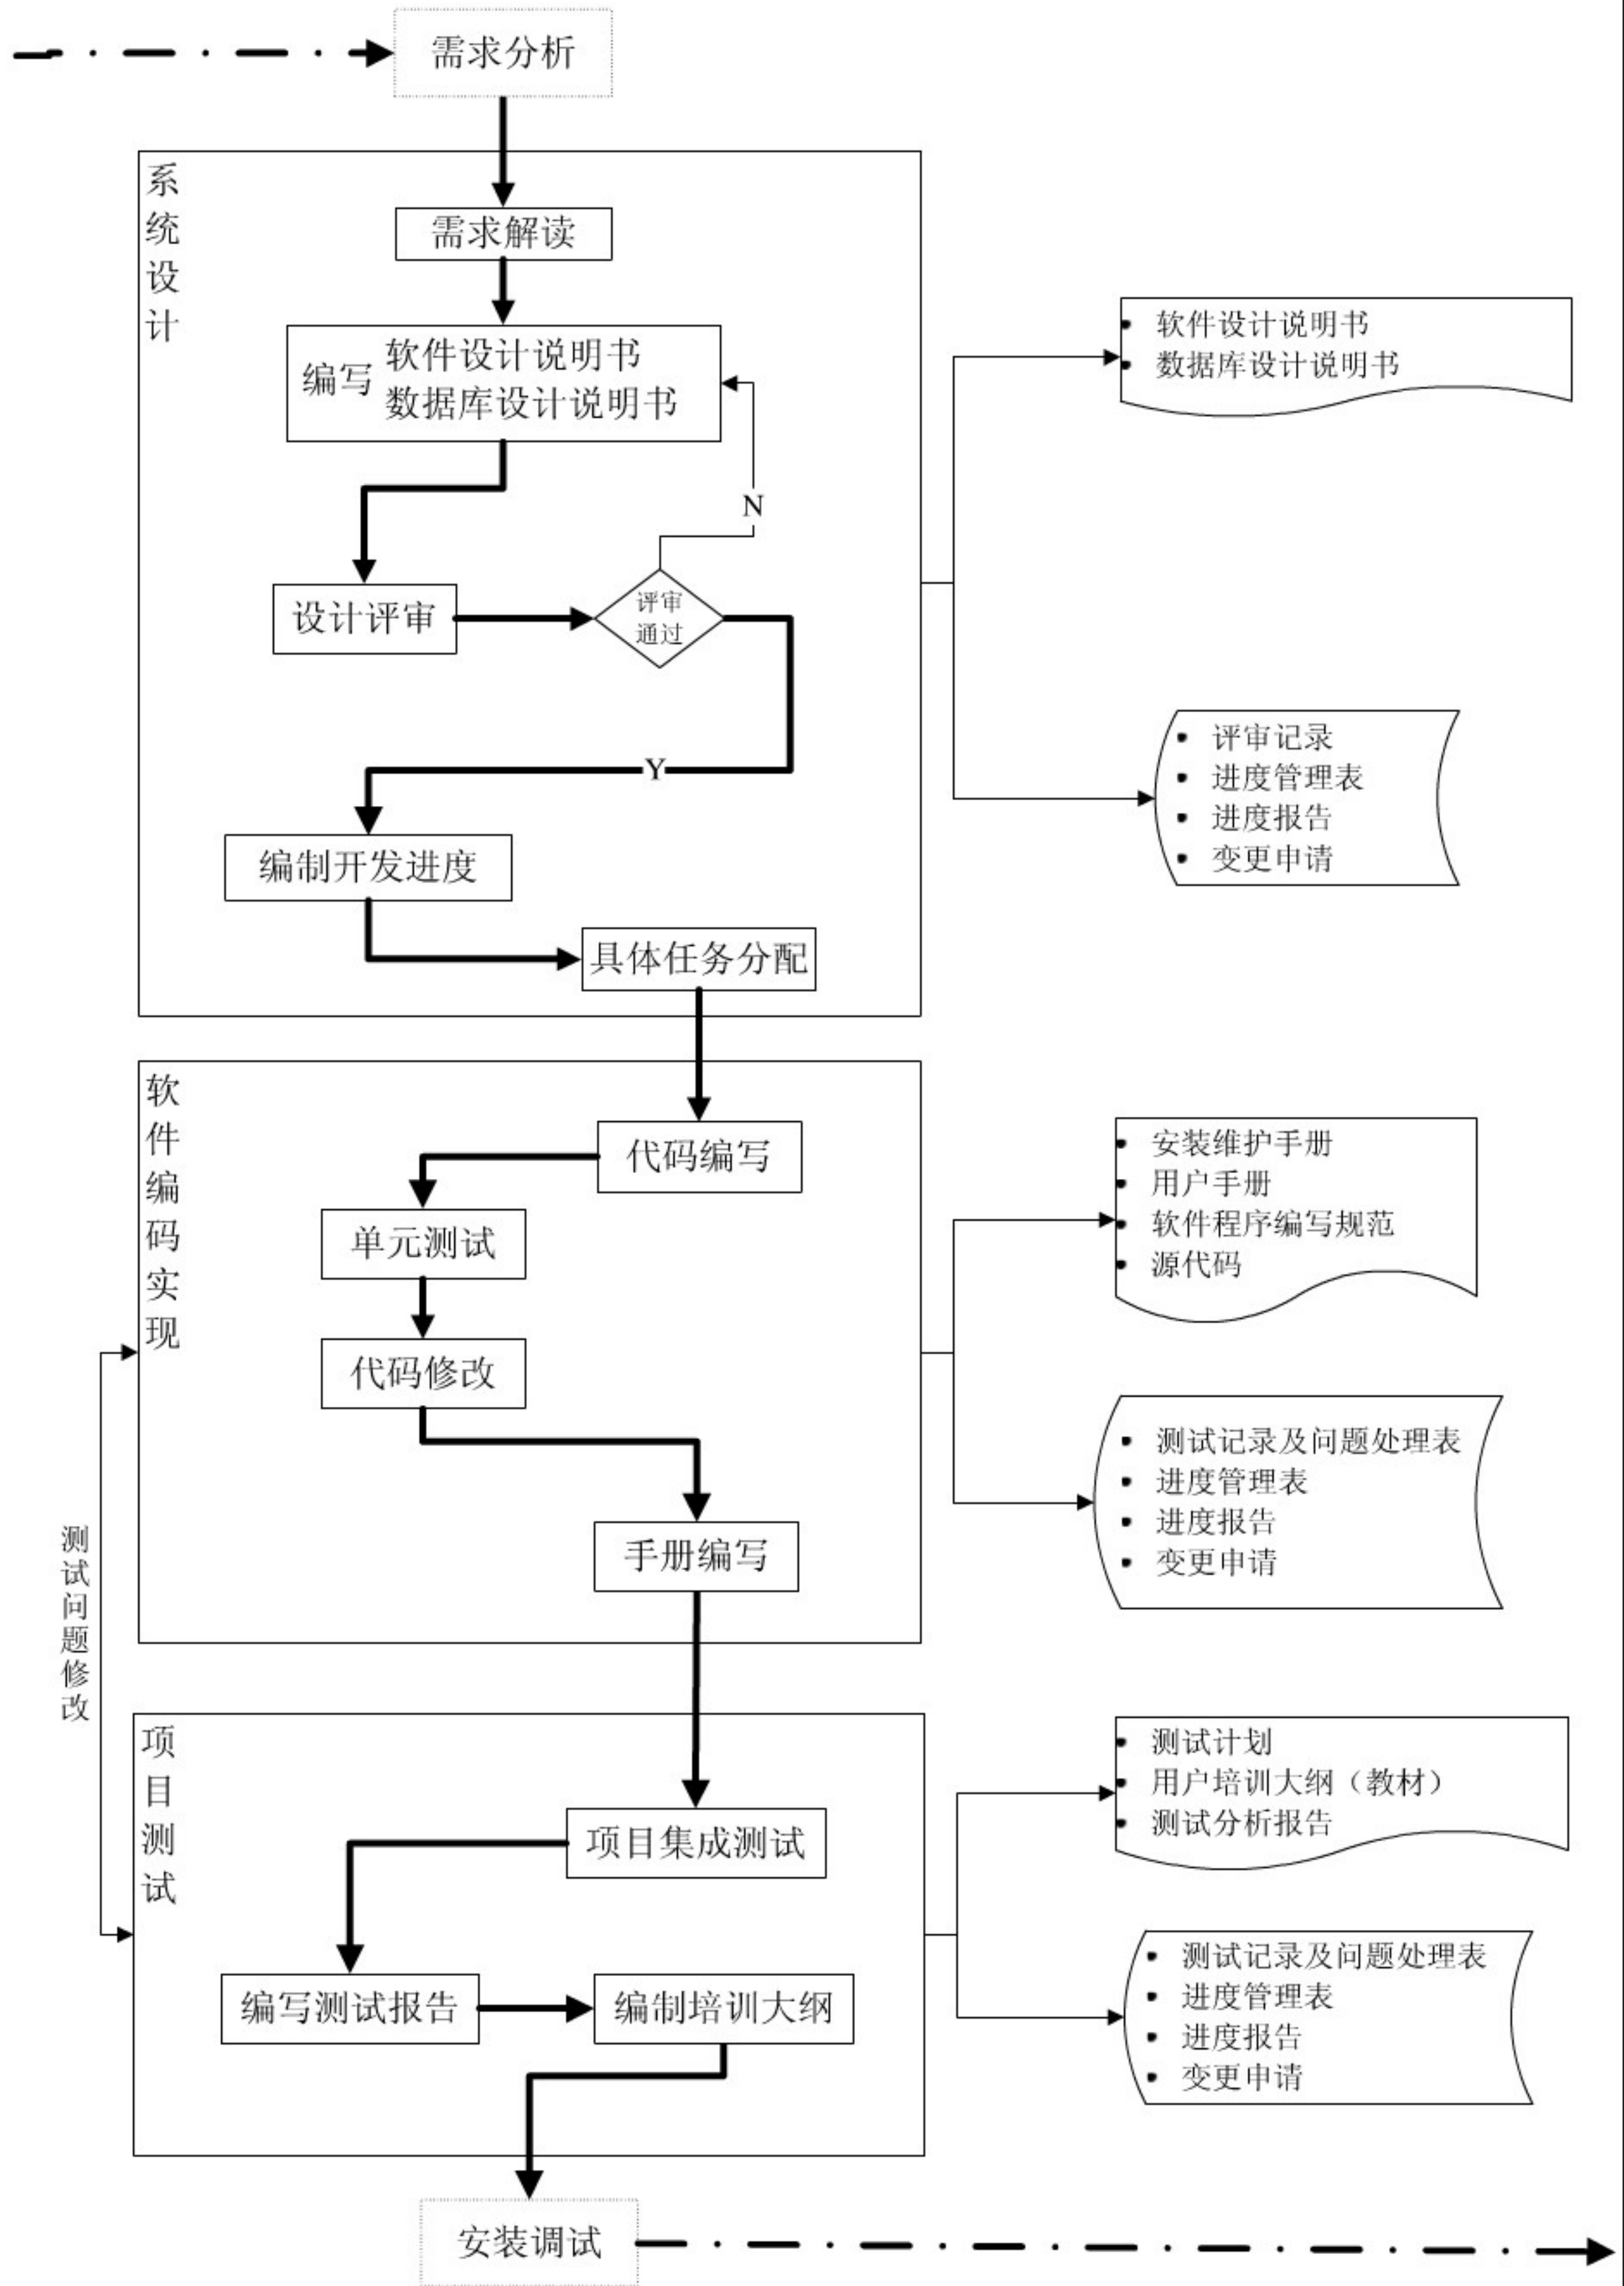 需求分析
系统设计
需求解读
编写
软件设计说明书
数据库设计说明书
N
设计评审
评审
通过
Y
编制开发进度
具体任务分配
软件设计说明书
数据库设计说明书
评审记录
进度管理表
进度报告
变更申请
软件编码实现
代码编写
单元测试
代码修改
手册编写
安装维护手册
用户手册
软件程序编写规范
源代码
测试记录及问题处理表
进度管理表
进度报告
变更申请
测试问题修改
项目测试
项目集成测试
编写测试报告
编制培训大纲
测试计划
用户培训大纲（教材）
测试分析报告
测试记录及问题处理表
进度管理表
进度报告
变更申请
安装调试